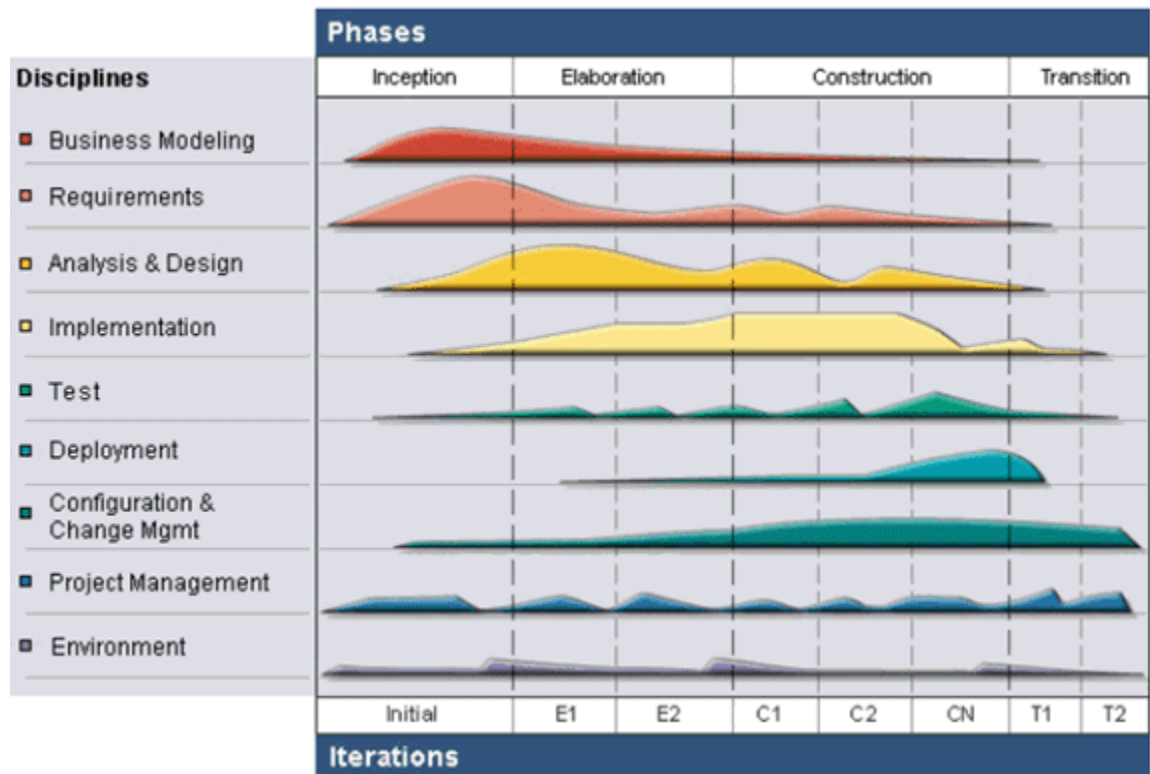 Phases
Disciplines
Inception
Elaboration
Construction
Transition
Business Modeling
Requirements
Analysis & Design
Implementation
Test
Deployment
Configuration &
Change Mgmt
Project Management
Environment
Initial
E1
E2
C1
C2
CN
T1
T2
Iterations